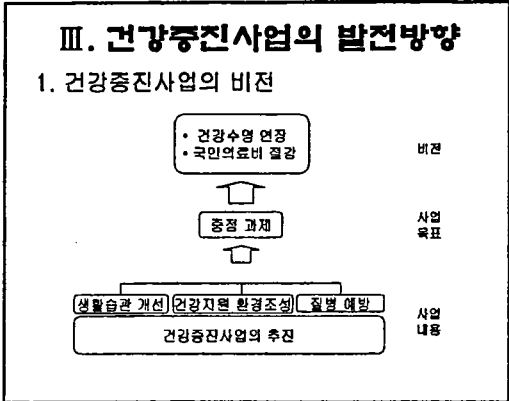 Ⅲ. 건강증진사업의 발전방향
1. 건강증진사업의 비전
• 건강수명 연장
• 국민의료비 절감
비전
중점 과제
사업
목표
생활습관 개선
건강지원 환경조성
질병 예방
건강증진사업의 추진
사업
내용